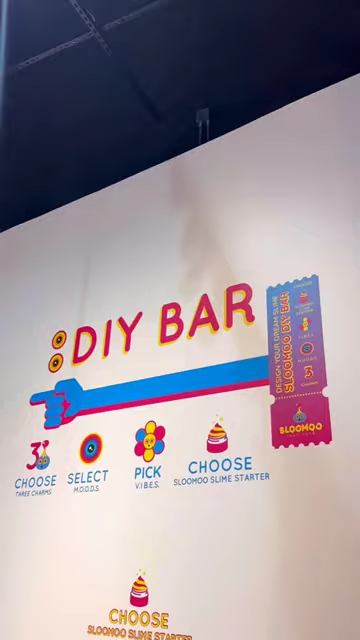 DIY BAR
DESIGN YOUR DREAM SLIME
SLOOMOO DIY BAR
V.I.B.E.S.
M.O.O.D.S.
3
SLOOMOO
3
CHOOSE
THREE CHARMS
SELECT
M.O.O.D.S.
PICK
V.I.B.E.S.
CHOOSE
SLOOMOO SLIME STARTER
CHOOSE
SLOOMOO SLIME STARTER